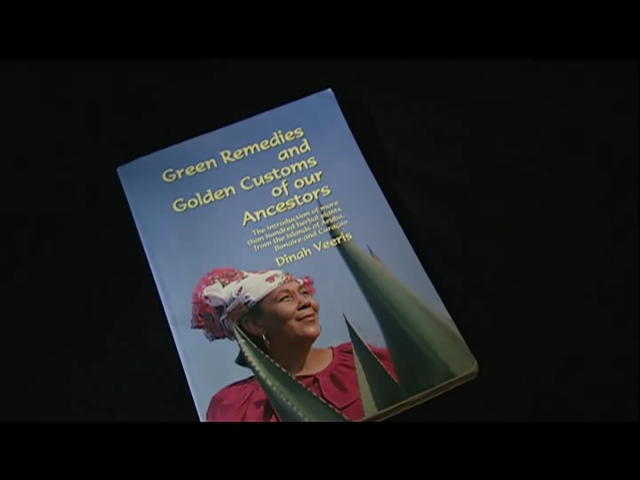 Green Remedies
and
Golden Customs
of our
Ancestors
The introduction of more
than hundred herbal plants
from the islands of Aruba,
Bonaire and Curaçao
Dinah Veeris